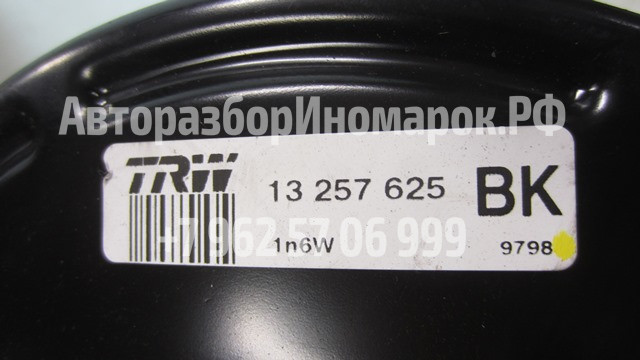 АвторазборИномарок.РФ
TRW 13 257 625 BK
+7 962 57 06 999
1n6W 9798